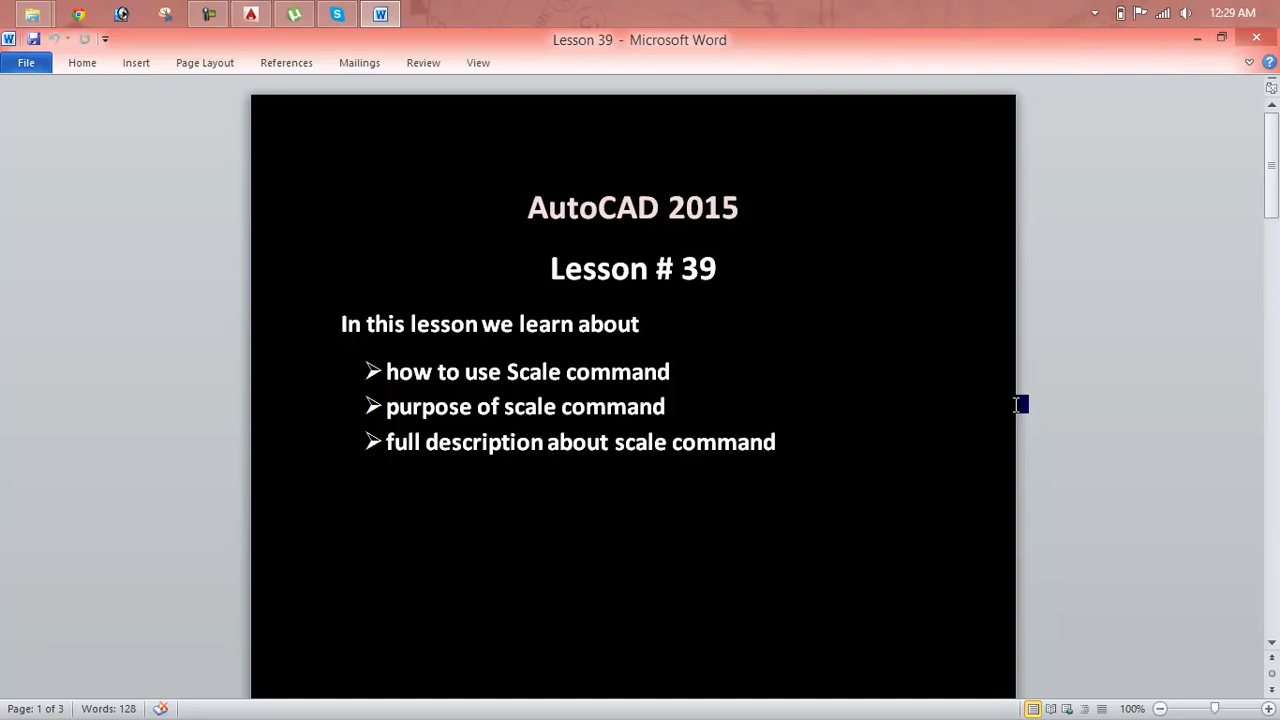 12:29 AM
Lesson 39 - Microsoft Word
File Home Insert Page Layout References Mailings Review View
AutoCAD 2015
Lesson # 39
In this lesson we learn about
how to use Scale command
purpose of scale command
full description about scale command
Page: 1 of 3 Words: 128 100%